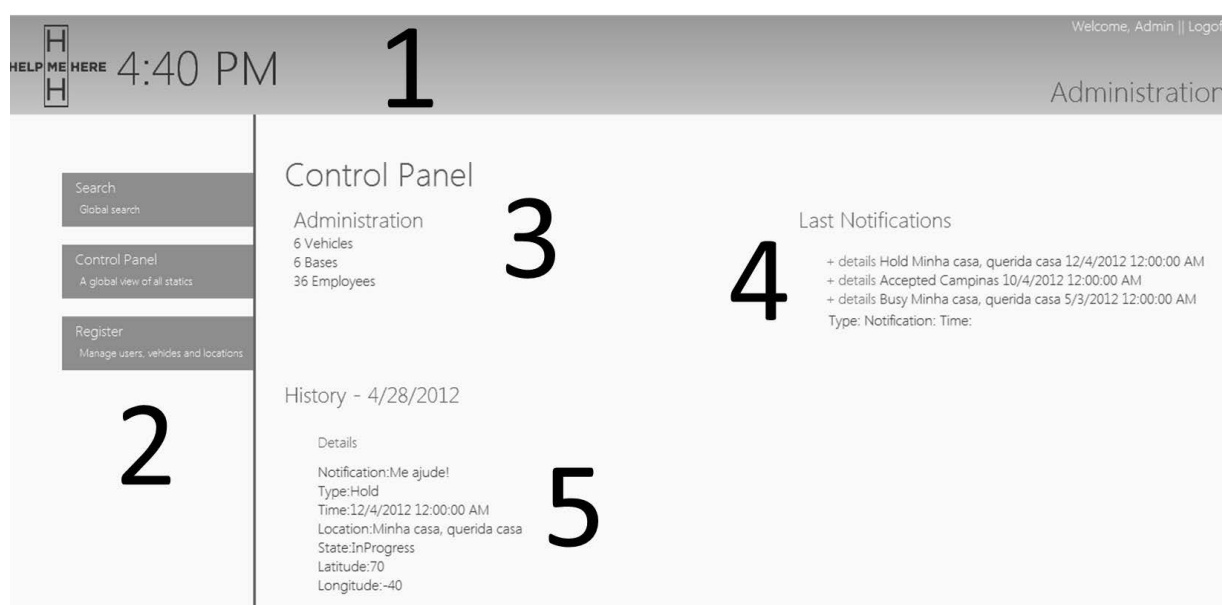 Welcome, Admin || Logof
H
HELP ME HERE
H
4:40 PM
1
Administration
Search
Global search
Control Panel
A global view of all statics
Register
Manage users, vehicles and locations
2
Control Panel
Administration
6 Vehicles
6 Bases
36 Employees
3
Last Notifications
+ details Hold Minha casa, querida casa 12/4/2012 12:00:00 AM
+ details Accepted Campinas 10/4/2012 12:00:00 AM
+ details Busy Minha casa, querida casa 5/3/2012 12:00:00 AM
Type: Notification: Time:
4
History - 4/28/2012
Details
Notification:Me ajude!
Type:Hold
Time:12/4/2012 12:00:00 AM
Location:Minha casa, querida casa
State:InProgress
Latitude:70
Longitude:-40
5